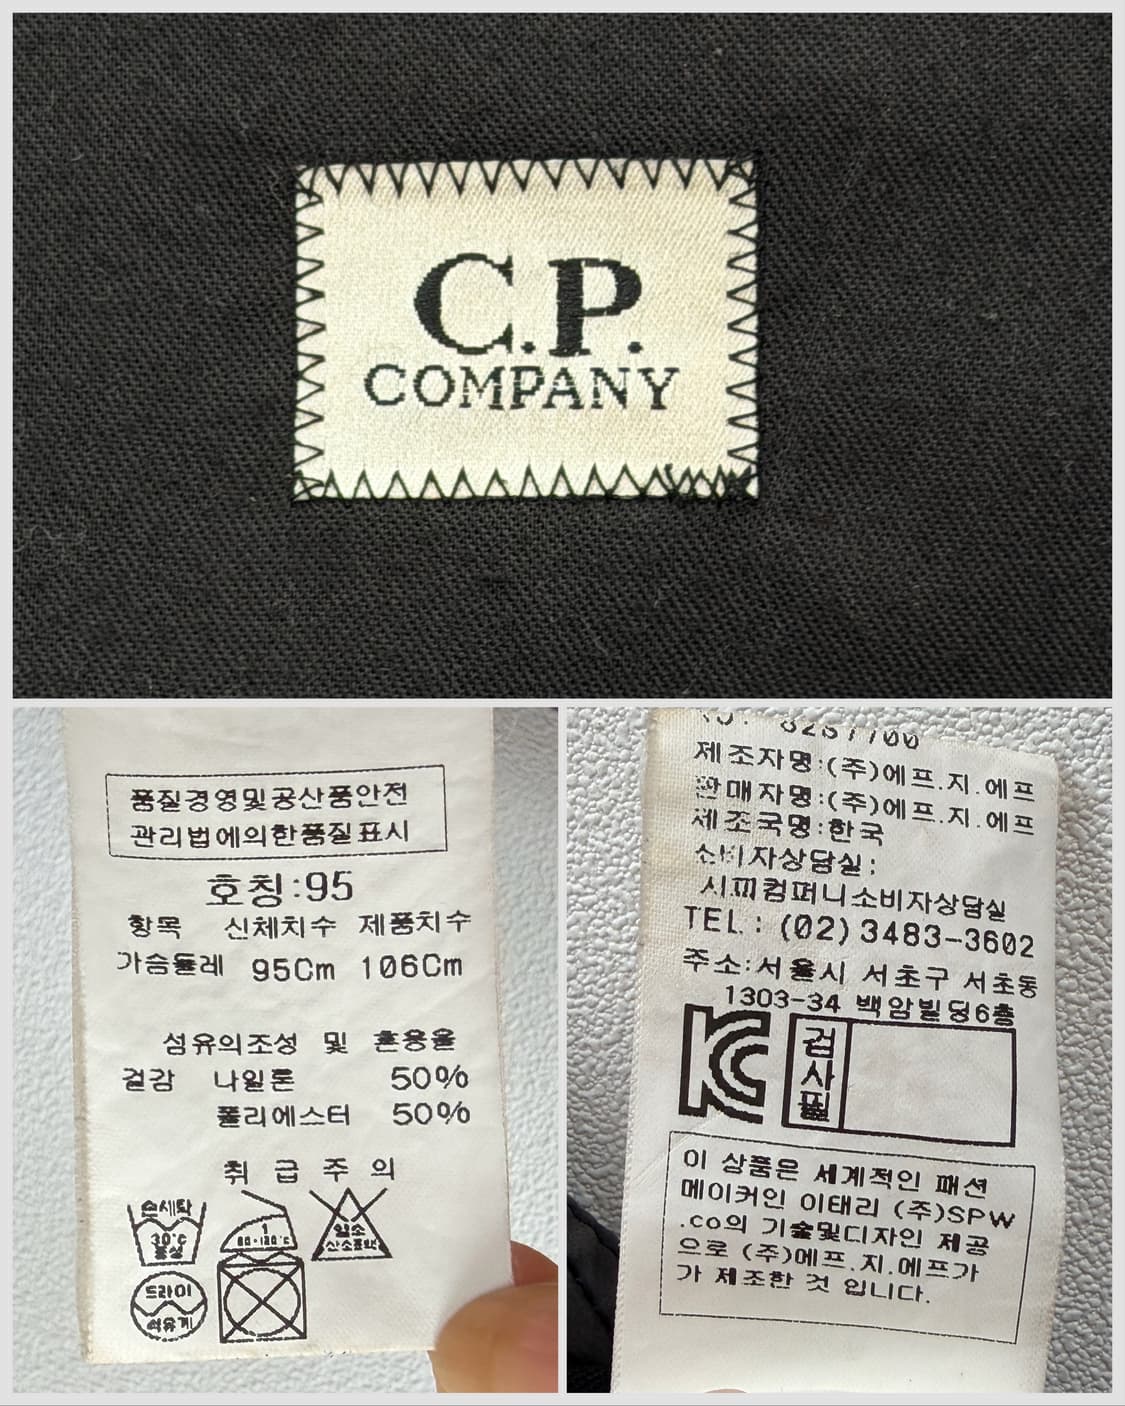 C.P.
COMPANY
품질경영및공산품안전
관리법에의한품질표시
호칭:95
항목 신체치수 제품치수
가슴둘레 95Cm 106Cm
섬유의조성 및 혼용율
겉감 나일론 50%
폴리에스터 50%
취 급 주 의
손세탁
30°C
중성
80-120°C
염소
산소표백
드라이
석유계
제조자명:(주)에프.지.에프
판매자명:(주)에프.지.에프
제조국명:한국
소비자상담실;
시피컴퍼니소비자상담실
TEL.: (02)3483-3602
주소:서울시 서초구 서초동
1303-34 백암빌딩6층
KC
검사필
이 상품은 세계적인 패션
메이커인 이태리 (주)SPW
.co의 기술및디자인 제공
으로 (주)에프.지.에프가
가 제조한 것 입니다.